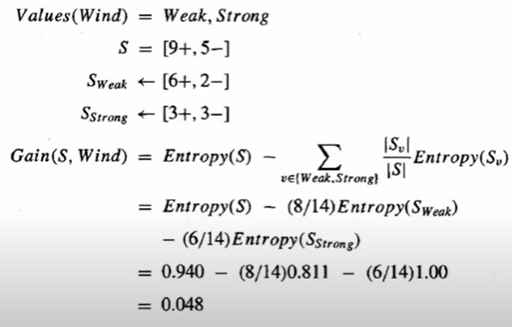 Values(Wind) = Weak, Strong
S = [9+, 5−]
S_Weak ← [6+, 2−]
S_Strong ← [3+, 3−]
Gain(S, Wind) = Entropy(S) − ∑_{v∈{Weak,Strong}} |S_v|/|S| Entropy(S_v)
= Entropy(S) − (8/14)Entropy(S_Weak)
− (6/14)Entropy(S_Strong)
= 0.940 − (8/14)0.811 − (6/14)1.00
= 0.048